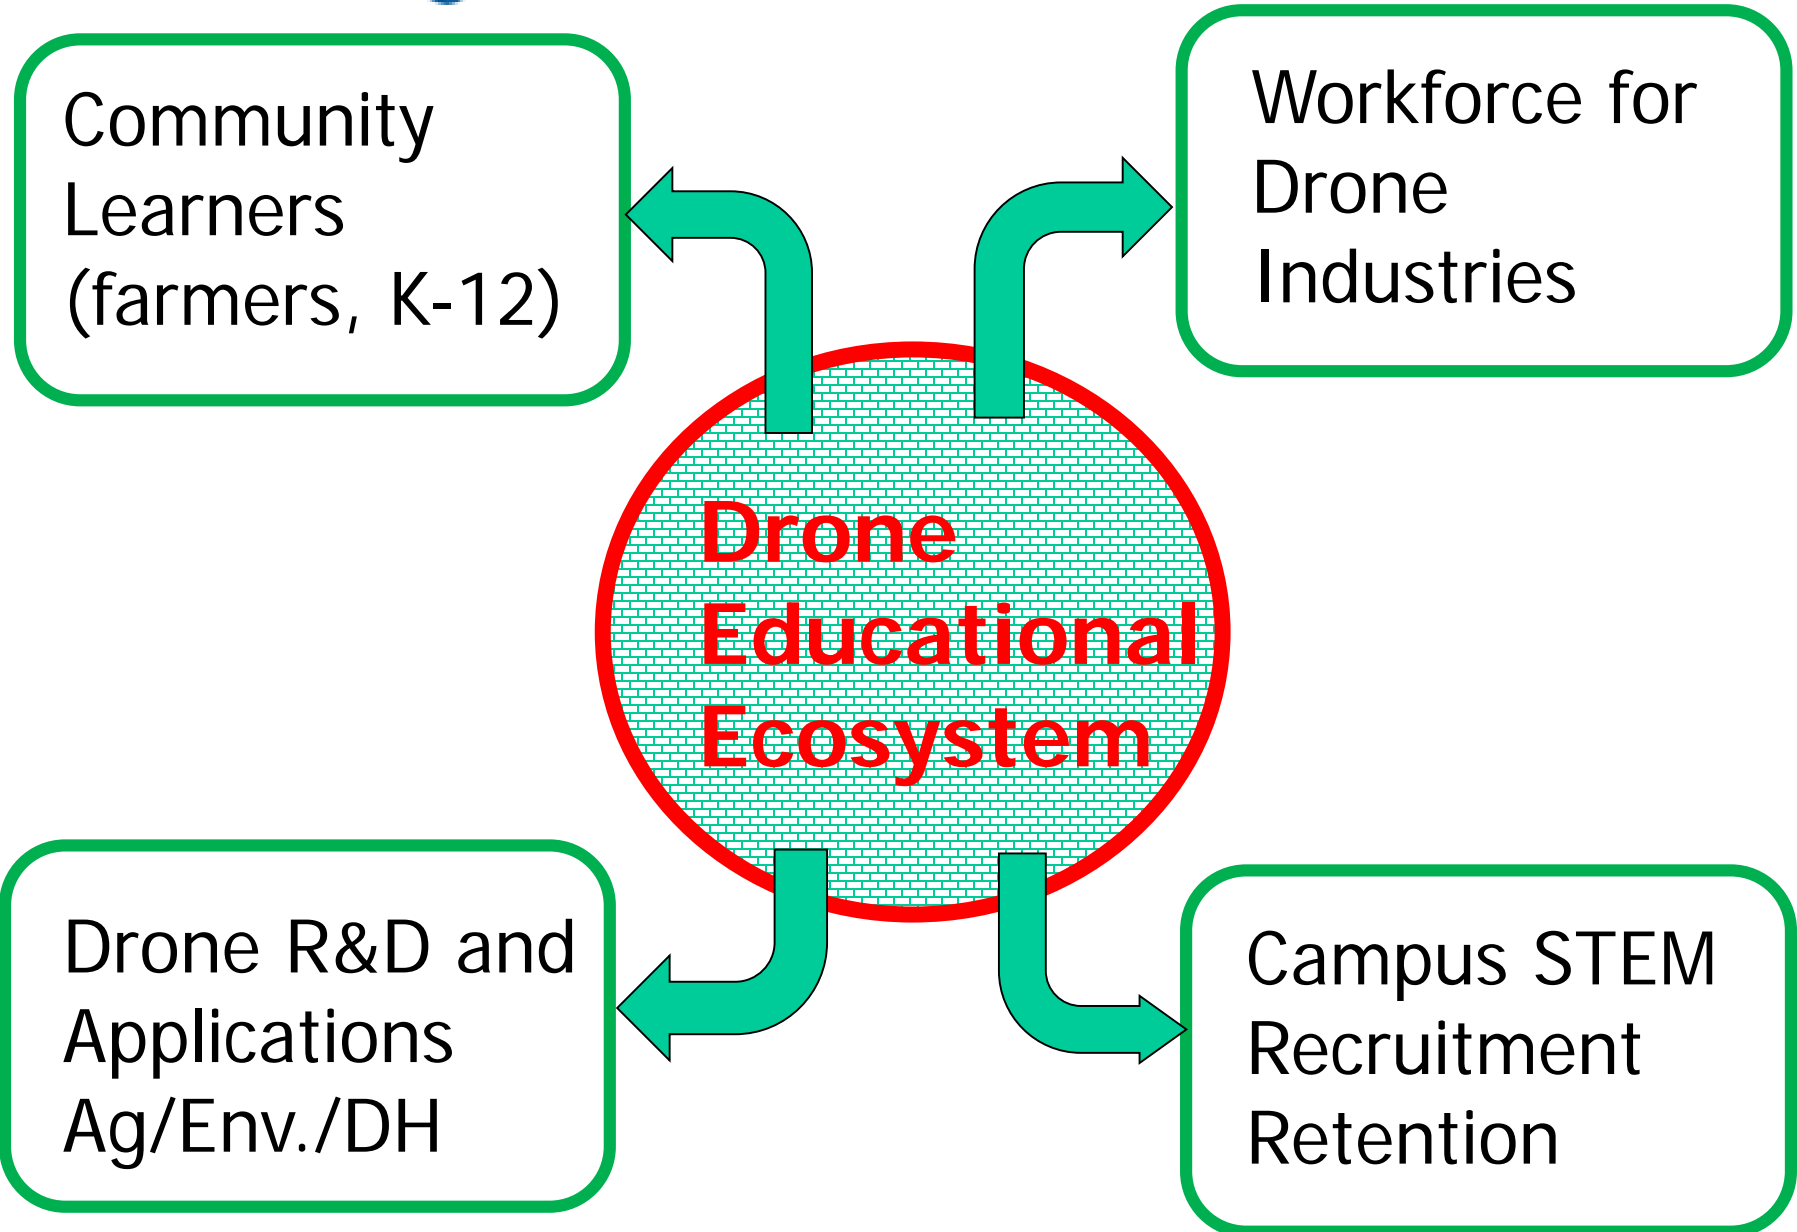 Community
Learners
(farmers, K-12)
Workforce for
Drone
Industries
Drone
Educational
Ecosystem
Drone R&D and
Applications
Ag/Env./DH
Campus STEM
Recruitment
Retention